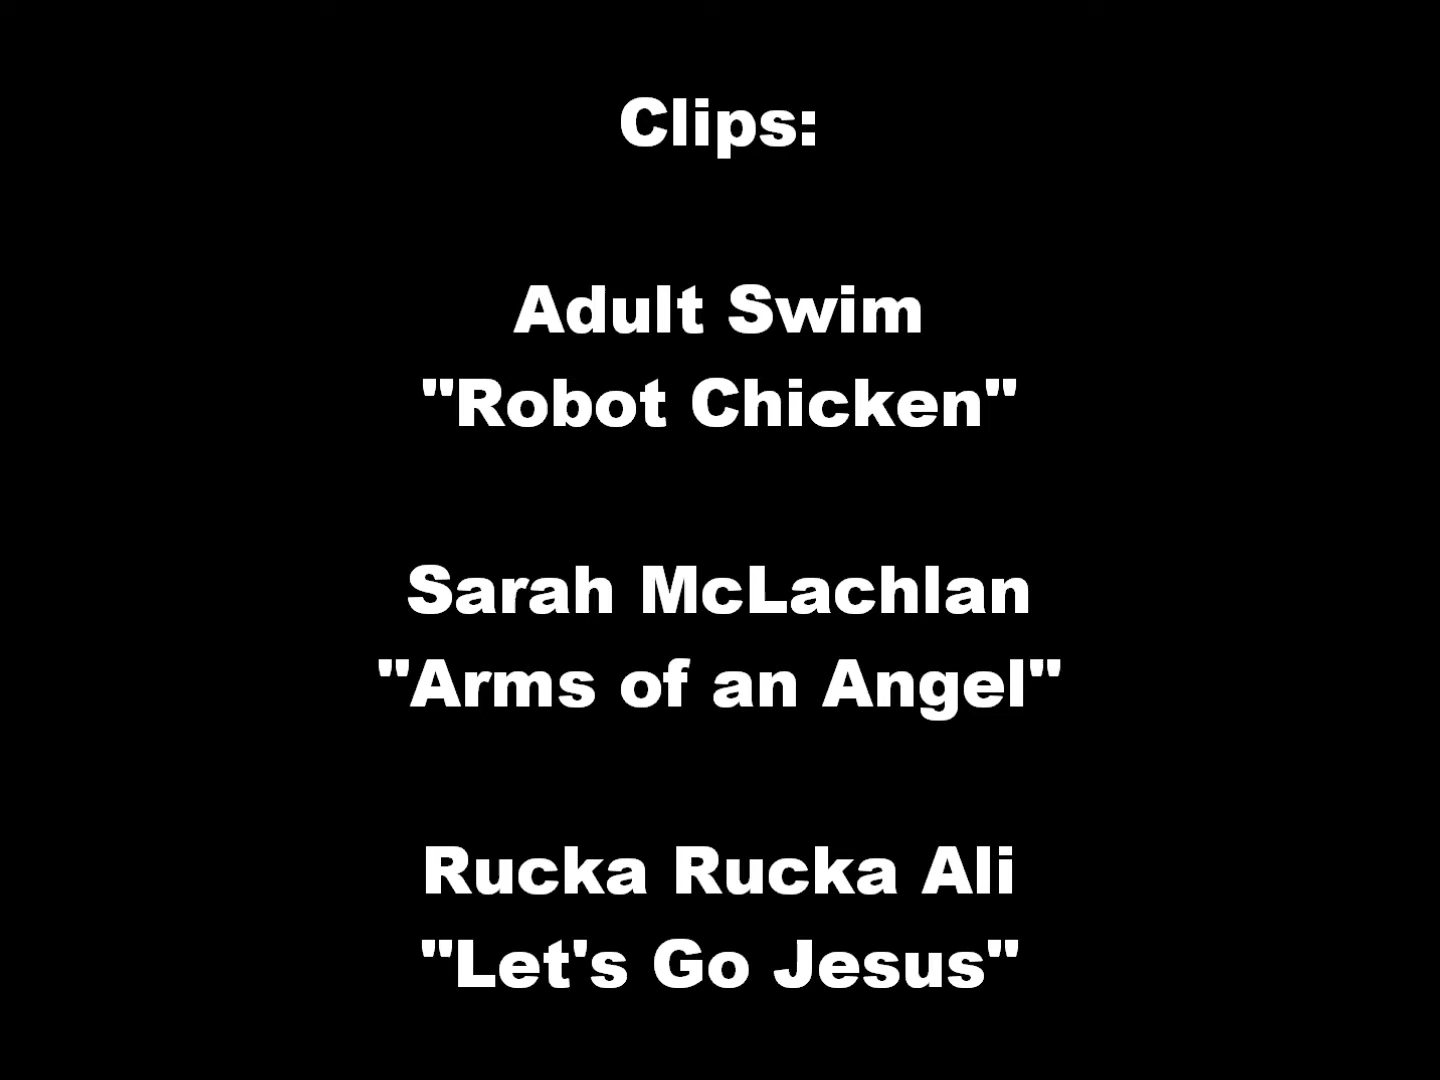 Clips:
Adult Swim
"Robot Chicken"
Sarah McLachlan
"Arms of an Angel"
Rucka Rucka Ali
"Let's Go Jesus"